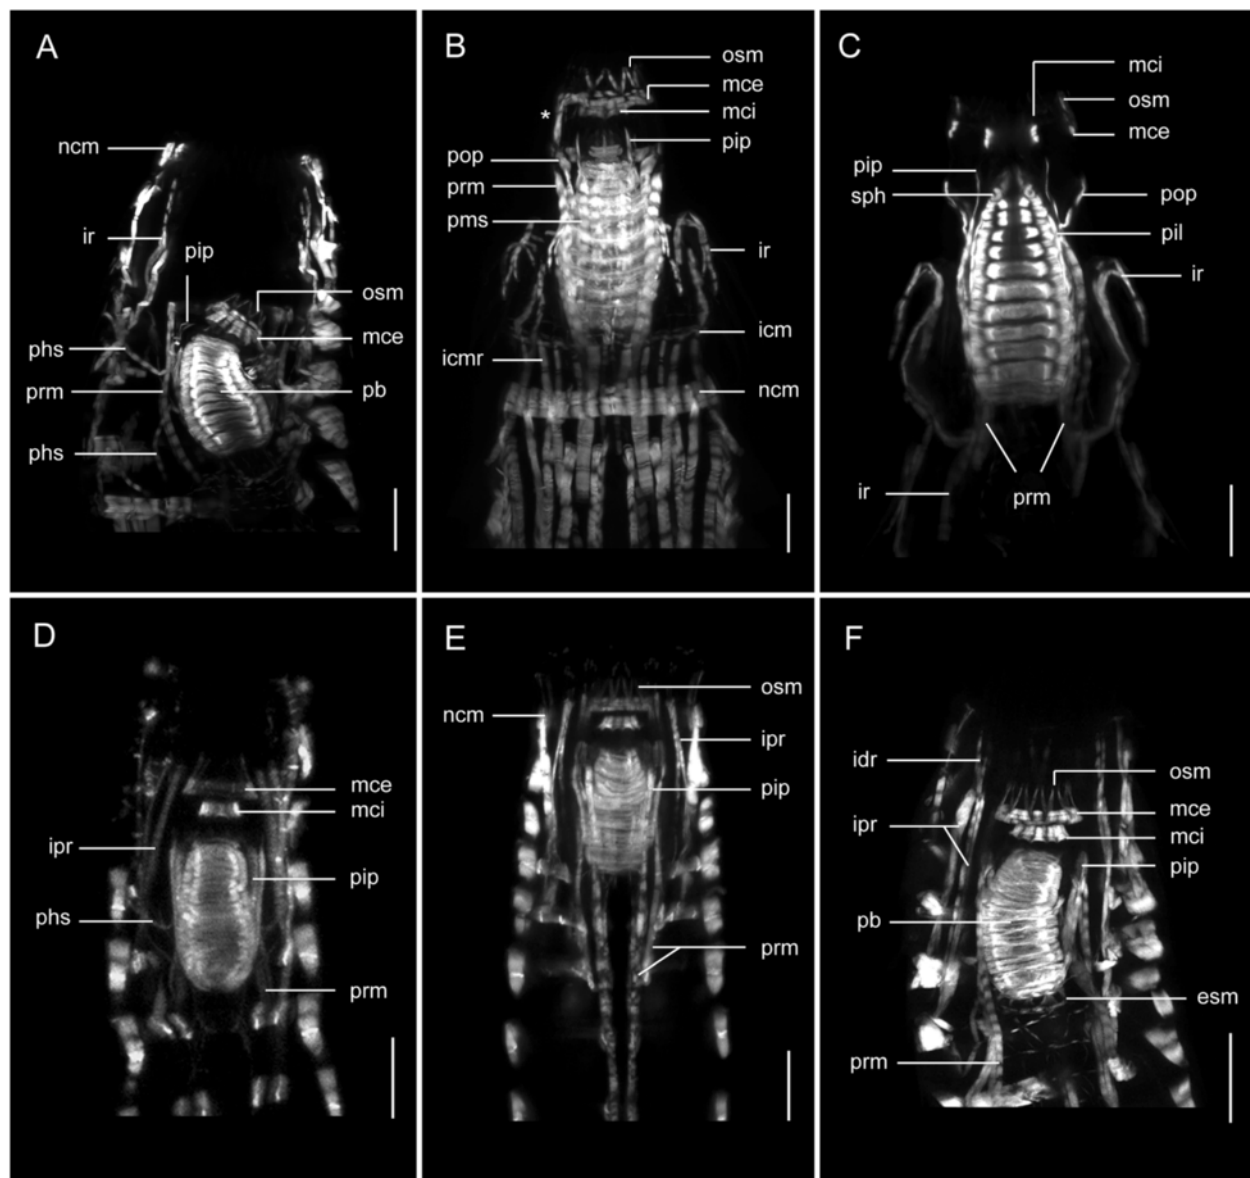 A
ncm
ir
pip
osm
mce
phs
prm
pb
phs
B
osm
mce
mci
*
pip
pop
prm
pms
ir
icm
icmr
ncm
C
mci
osm
mce
pip
sph
pop
pil
ir
ir
prm
D
mce
mci
ipr
pip
phs
prm
E
osm
ncm
ipr
pip
prm
F
idr
osm
mce
ipr
mci
pip
pb
esm
prm